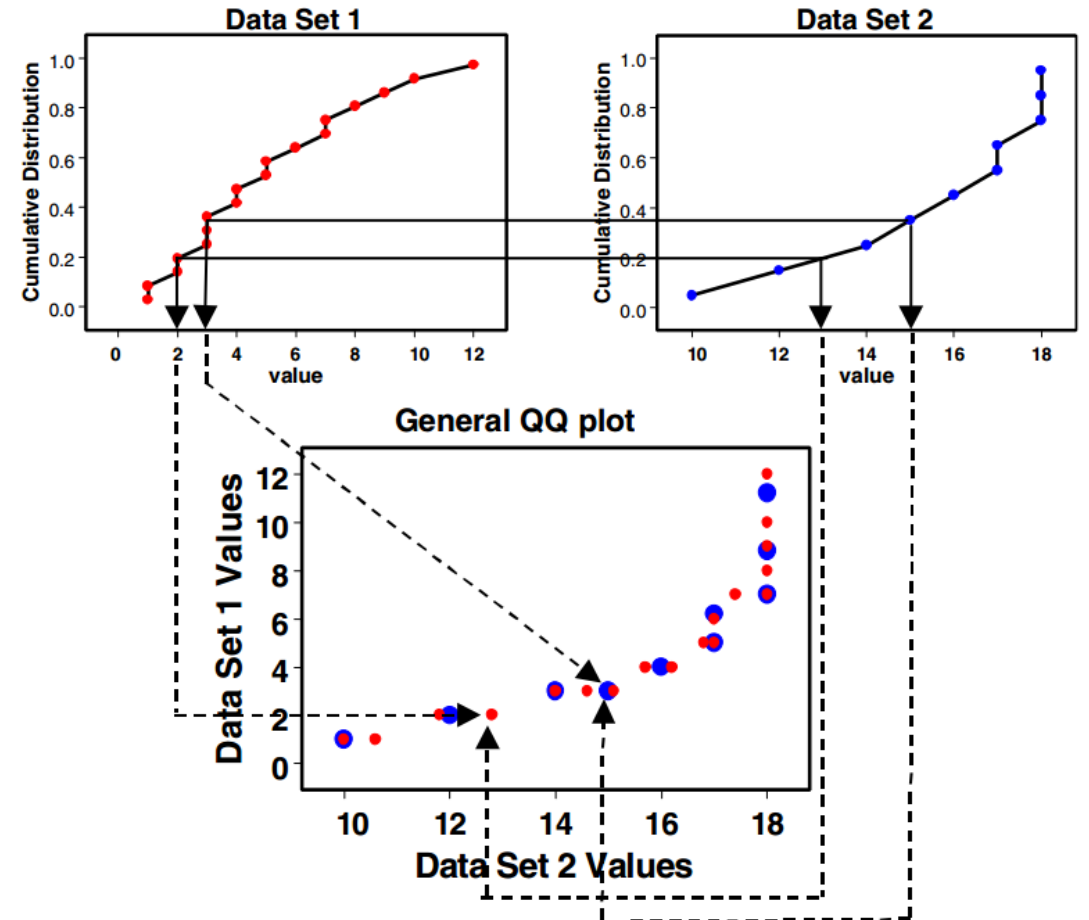 Data Set 1
Data Set 2
Cumulative Distribution
1.0
0.8
0.6
0.4
0.2
0.0
0 2 4 6 8 10 12
value
Cumulative Distribution
1.0
0.8
0.6
0.4
0.2
0.0
10 12 14 16 18
value
General QQ plot
Data Set 1 Values
12
10
8
6
4
2
0
10 12 14 16 18
Data Set 2 Values